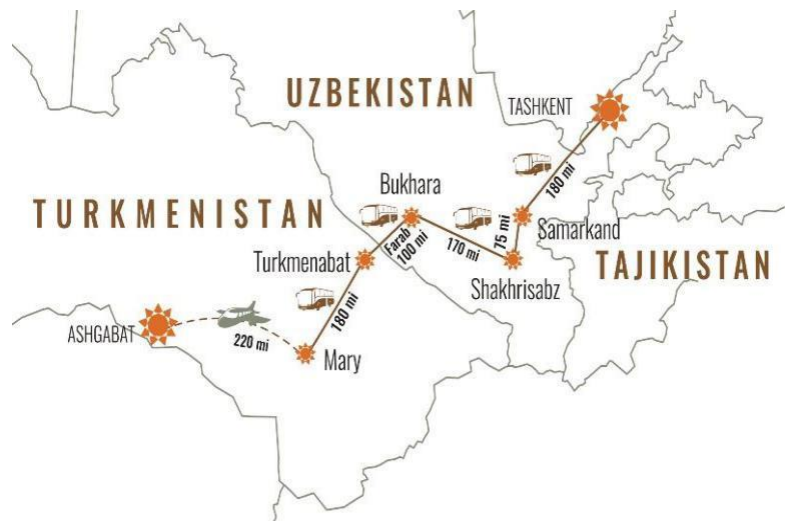 UZBEKISTAN
TASHKENT
180 mi
Bukhara
TURKMENISTAN
Farab
100 mi
170 mi
75 mi
Samarkand
Turkmenabat
Shakhrisabz
TAJIKISTAN
180 mi
ASHGABAT
220 mi
Mary